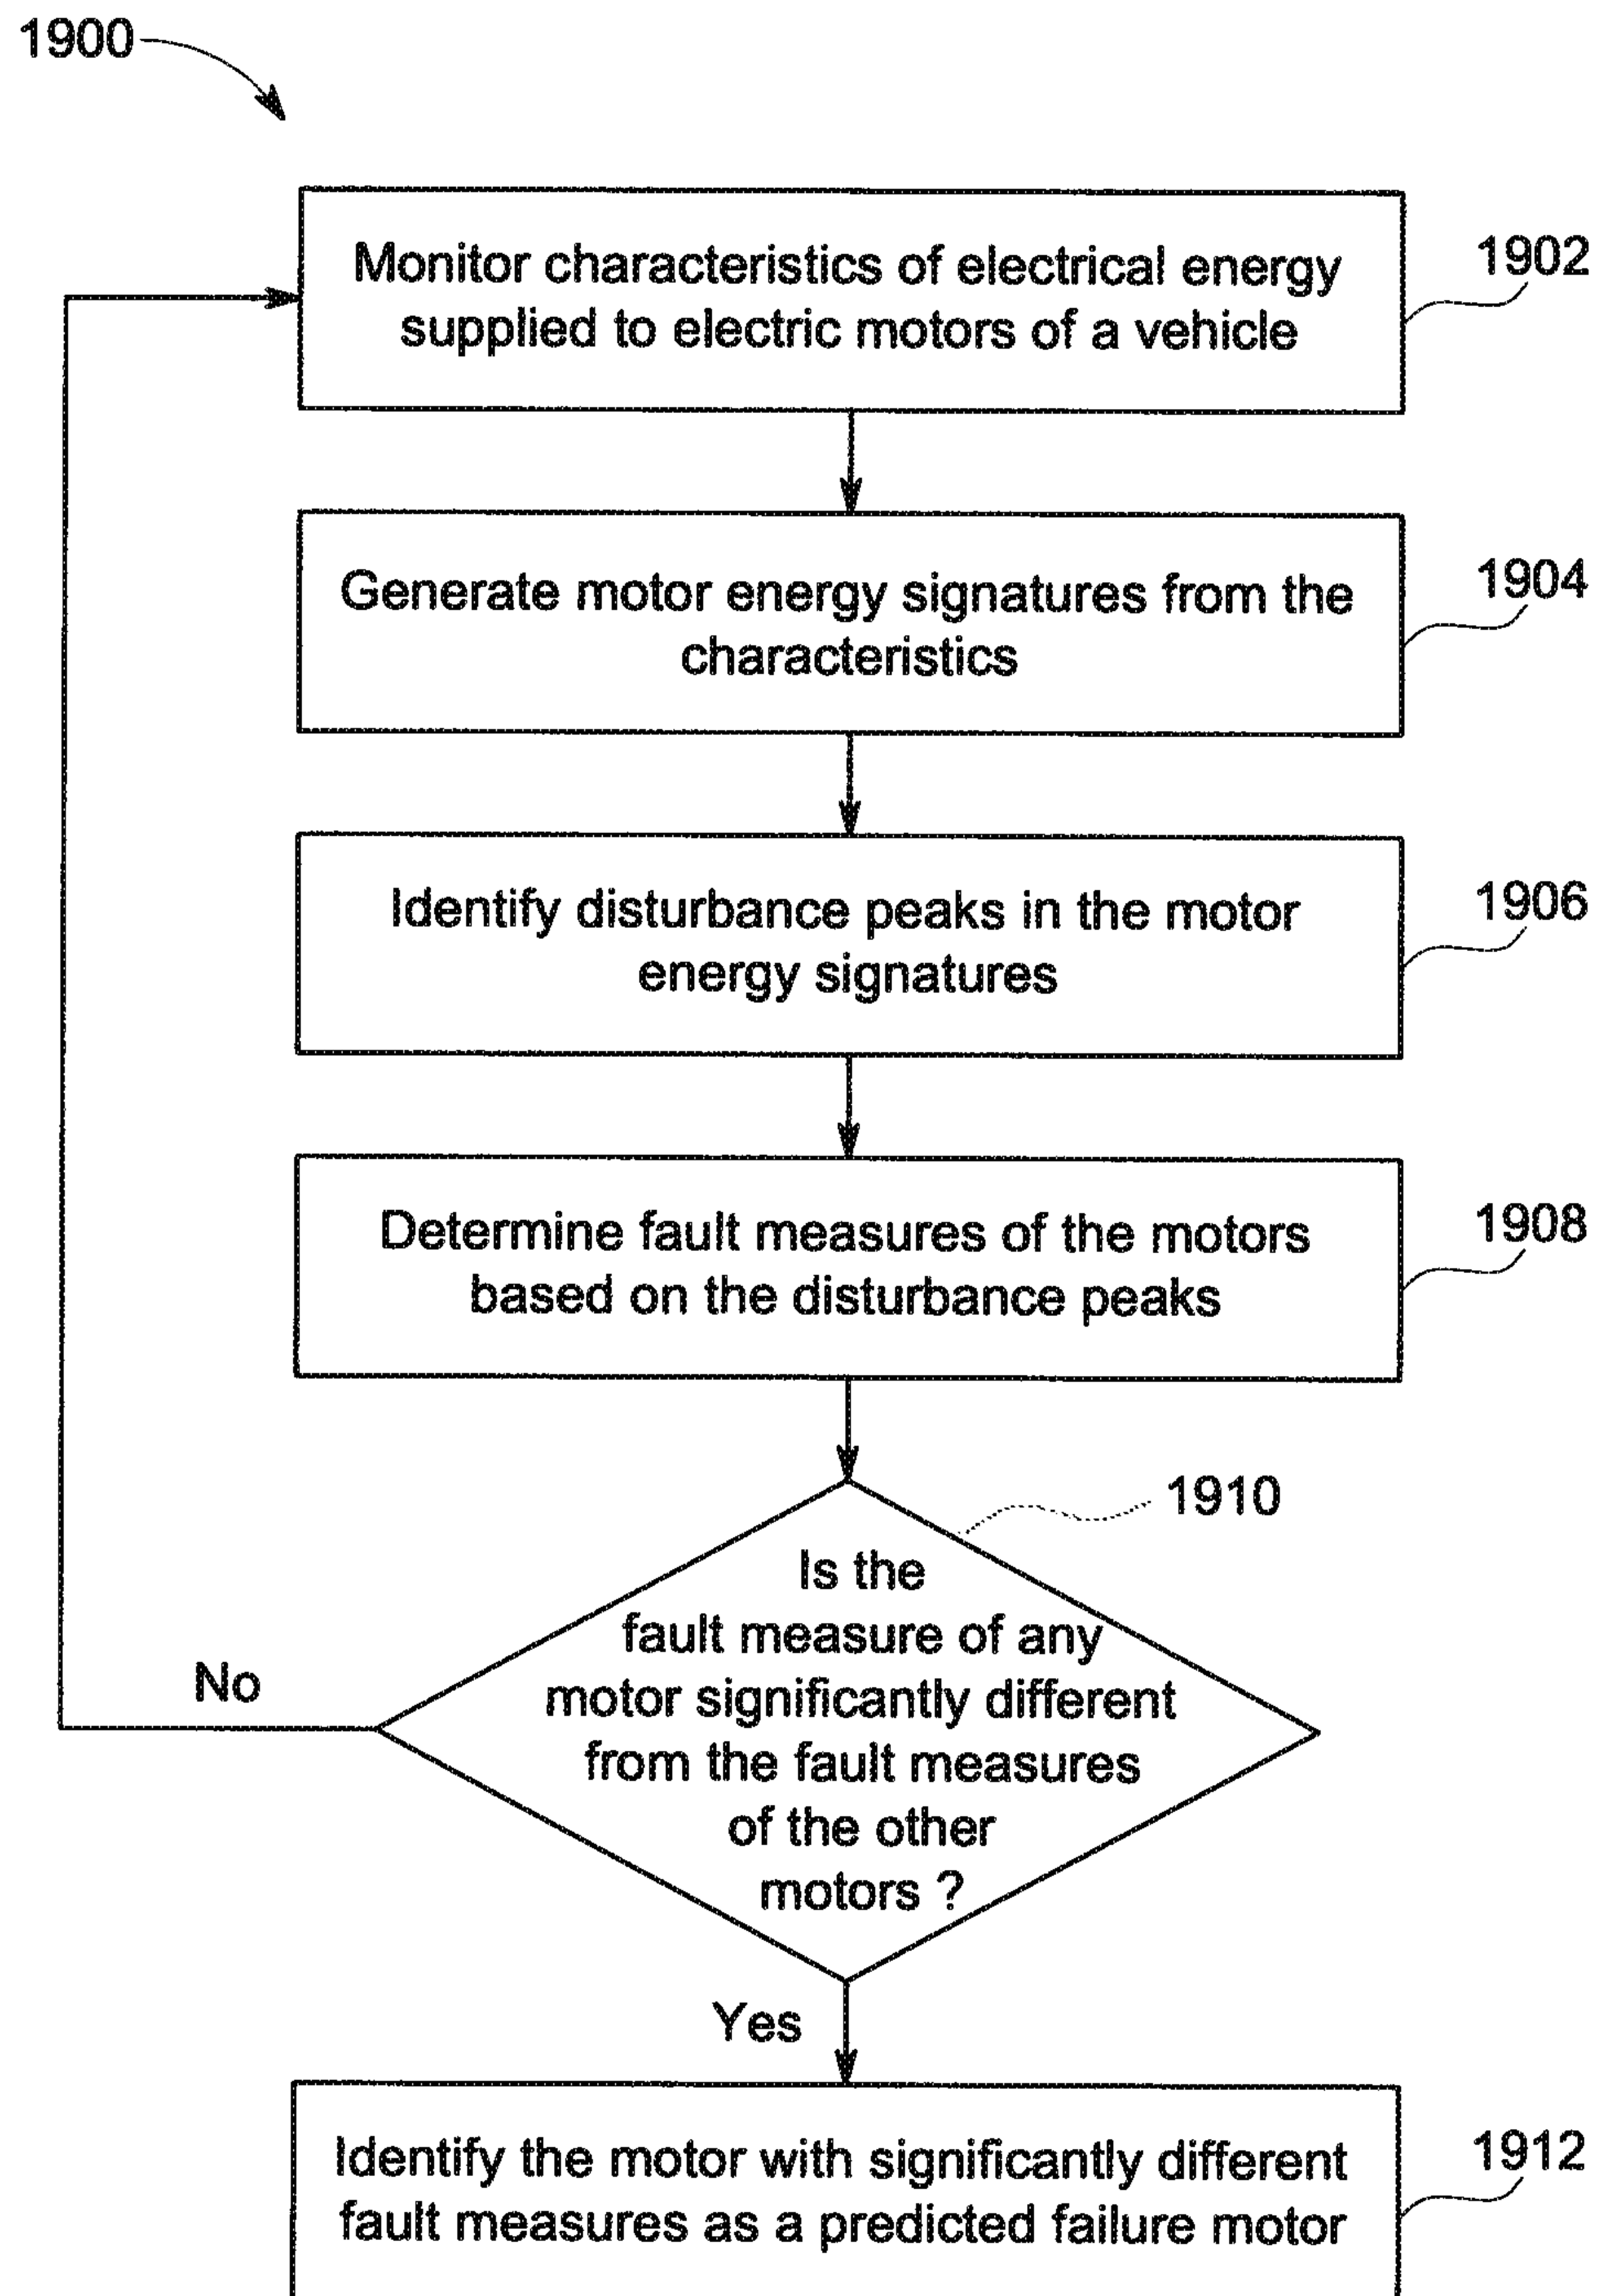 1900
Monitor characteristics of electrical energy
supplied to electric motors of a vehicle
1902
Generate motor energy signatures from the
characteristics
1904
Identify disturbance peaks in the motor
energy signatures
1906
Determine fault measures of the motors
based on the disturbance peaks
1908
1910
Is the
fault measure of any
motor significantly different
from the fault measures
of the other
motors ?
No
Yes
Identify the motor with significantly different
fault measures as a predicted failure motor
1912